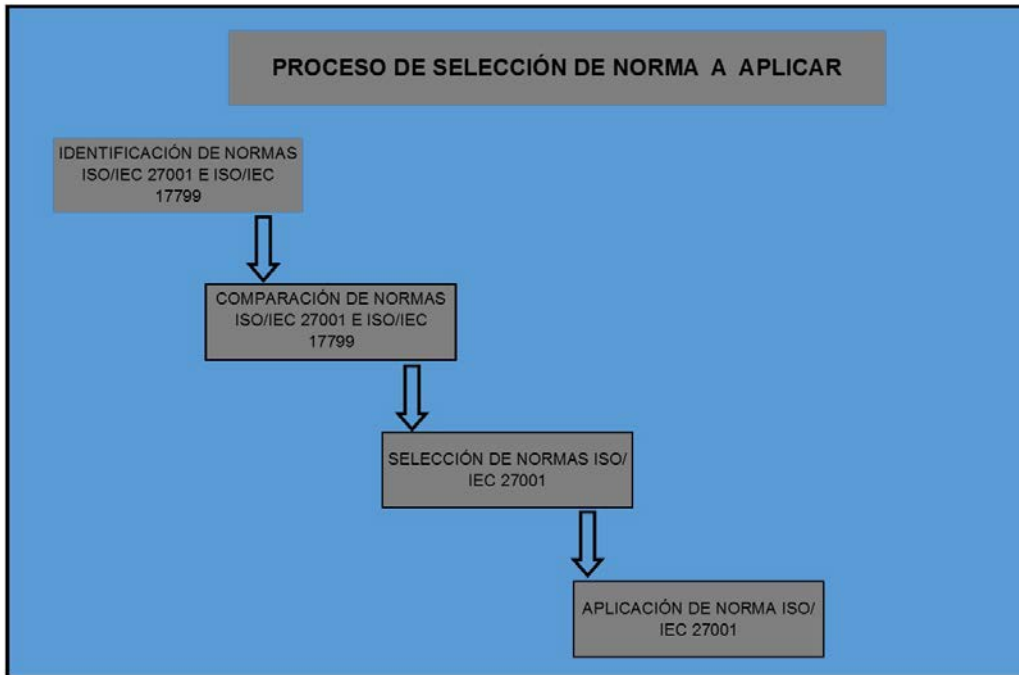 PROCESO DE SELECCIÓN DE NORMA A APLICAR
IDENTIFICACIÓN DE NORMAS
ISO/IEC 27001 E ISO/IEC
17799
COMPARACIÓN DE NORMAS
ISO/IEC 27001 E ISO/IEC
17799
SELECCIÓN DE NORMAS ISO/
IEC 27001
APLICACIÓN DE NORMA ISO/
IEC 27001